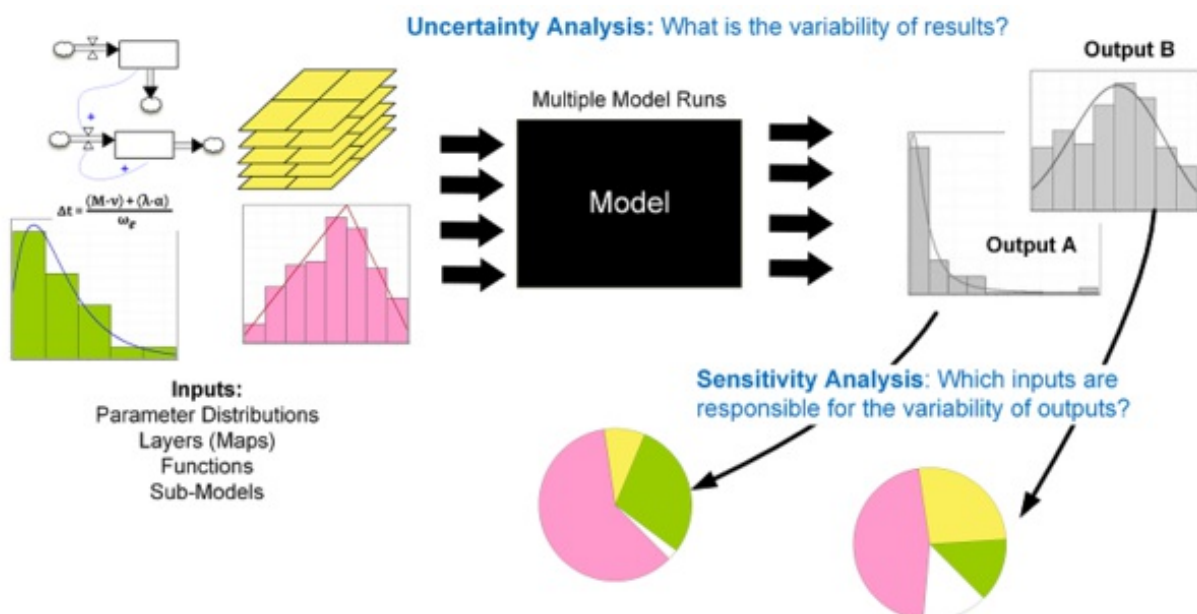 Uncertainty Analysis: What is the variability of results?
Output B
Multiple Model Runs
+
+
Δt = (M-v) + (λ-α)
ω_ε
Model
Output A
Inputs:
Parameter Distributions
Layers (Maps)
Functions
Sub-Models
Sensitivity Analysis: Which inputs are
responsible for the variability of outputs?